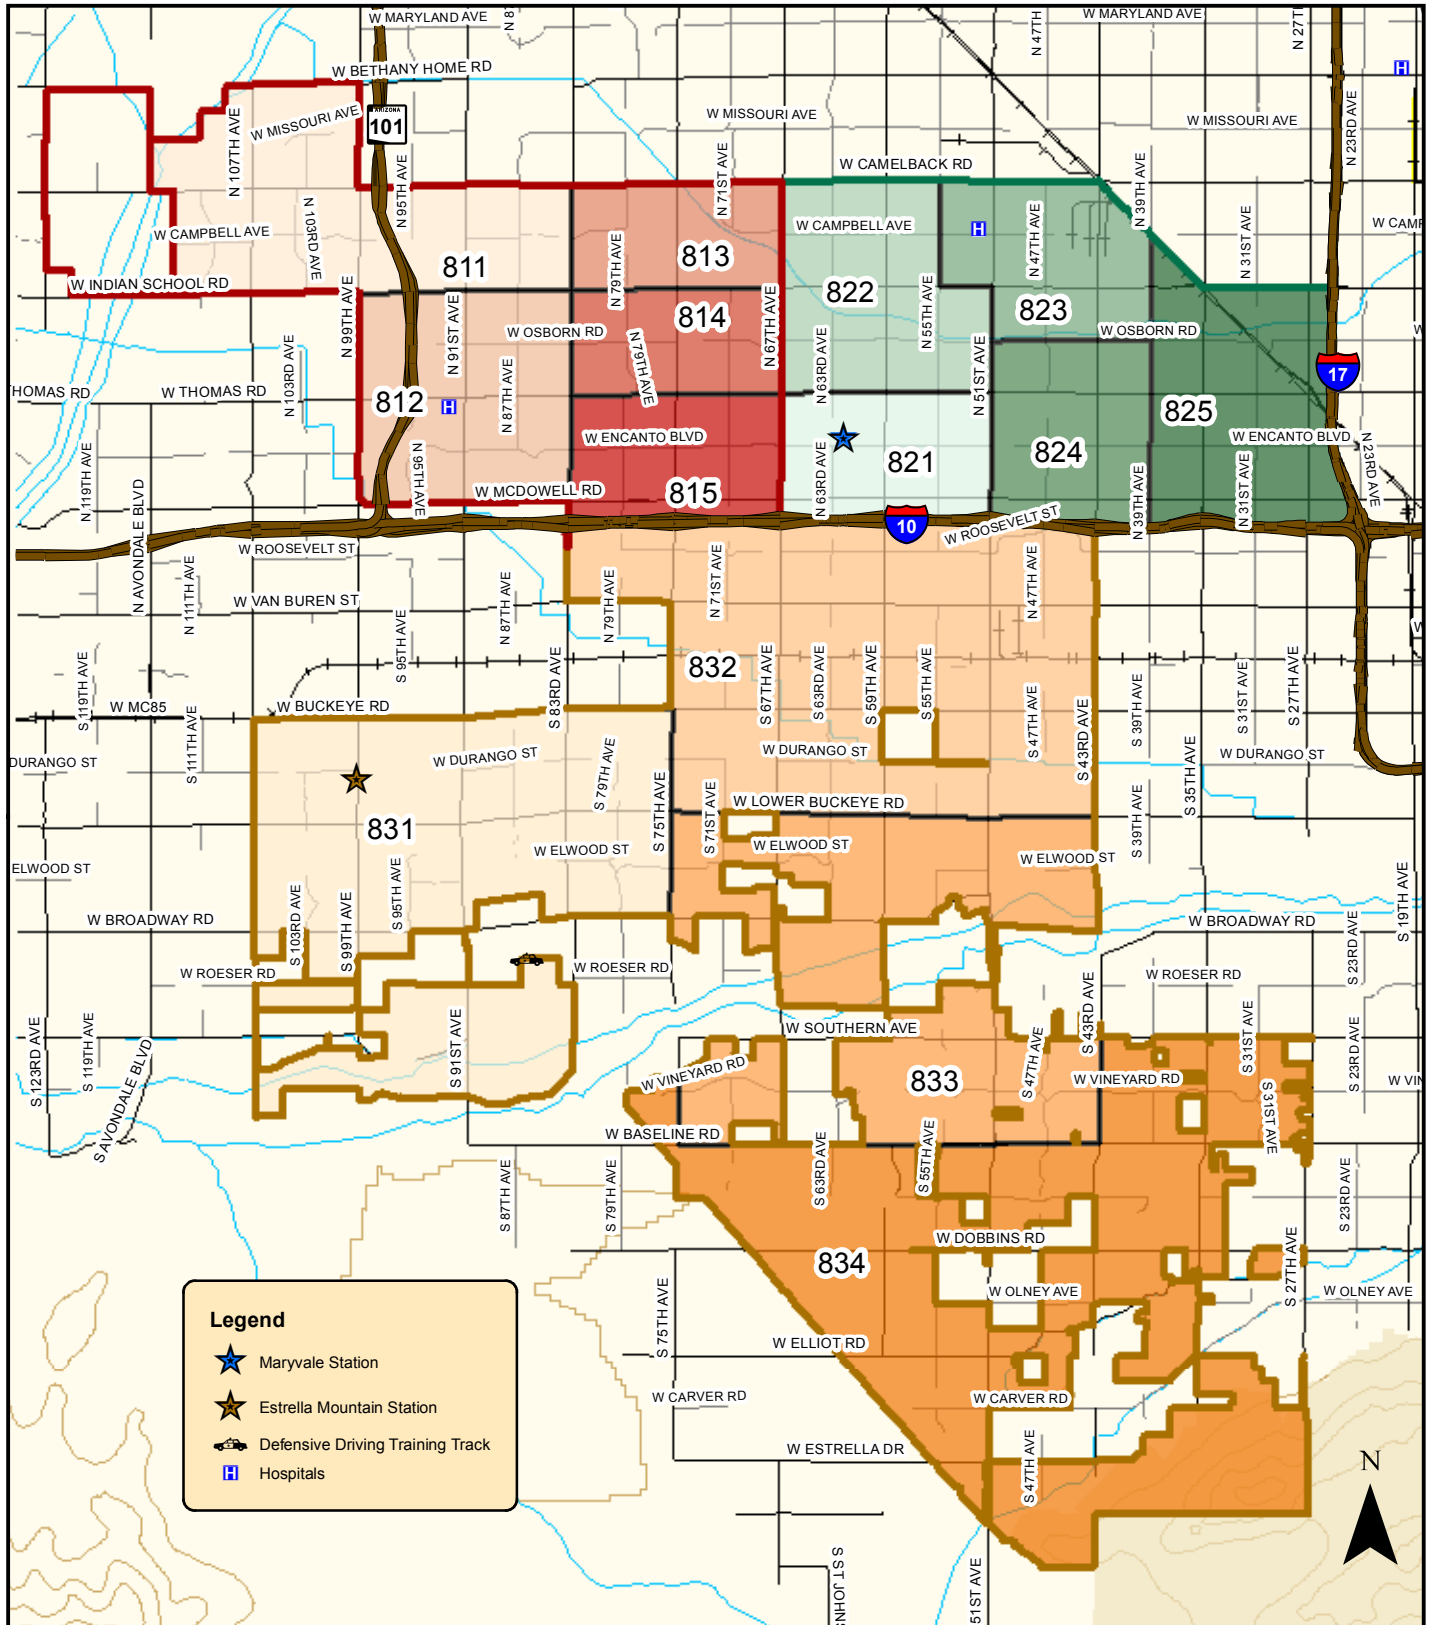 W MARYLAND AVE
N 47TH
W MARYLAND AVE
W BETHANY HOME RD
ARIZONA
101
N 107TH AVE
W MISSOURI AVE
W MISSOURI AVE
W MISSOURI AVE
N 23RD AVE
N 95TH AVE
N 71ST AVE
W CAMELBACK RD
N 39TH AVE
W CAMPBELL AVE
N 103RD AVE
W CAMPBELL AVE
N 47TH AVE
N 31ST AVE
H
H
811
813
822
823
W INDIAN SCHOOL RD
N 99TH AVE
N 91ST AVE
N 79TH AVE
814
N 67TH AVE
N 55TH AVE
W OSBORN RD
W OSBORN RD
N 103RD AVE
N 87TH AVE
N 79TH AVE
N 63RD AVE
N 51ST AVE
17
HOMAS RD
W THOMAS RD
812
H
825
W ENCANTO BLVD
W ENCANTO BLVD
N 119TH AVE
N AVONDALE BLVD
N 95TH AVE
W MCDOWELL RD
815
N 63RD AVE
821
824
N 39TH AVE
N 31ST AVE
N 23RD AVE
10
W ROOSEVELT ST
W ROOSEVELT ST
N 111TH AVE
W VAN BUREN ST
N 87TH AVE
N 79TH AVE
N 71ST AVE
N 47TH AVE
S 119TH AVE
S 95TH AVE
S 83RD AVE
832
S 67TH AVE
S 63RD AVE
S 59TH AVE
S 55TH AVE
S 47TH AVE
S 43RD AVE
S 39TH AVE
S 31ST AVE
S 27TH AVE
W MC85
W BUCKEYE RD
S 111TH AVE
DURANGO ST
W DURANGO ST
S 79TH AVE
W DURANGO ST
W DURANGO ST
S 75TH AVE
S 71ST AVE
W LOWER BUCKEYE RD
S 39TH AVE
S 35TH AVE
831
ELWOOD ST
W ELWOOD ST
W ELWOOD ST
W ELWOOD ST
S 103RD AVE
S 99TH AVE
S 95TH AVE
S 19TH AVE
W BROADWAY RD
W BROADWAY RD
W ROESER RD
W ROESER RD
W ROESER RD
S 23RD AVE
S 123RD AVE
S 119TH AVE
S AVONDALE BLVD
S 91ST AVE
W SOUTHERN AVE
S 43RD AVE
S 47TH AVE
S 31ST AVE
S 23RD AVE
W VINEYARD RD
833
W VINEYARD RD
W VIN
S 31ST AVE
W BASELINE RD
S 87TH AVE
S 79TH AVE
S 63RD AVE
S 55TH AVE
S 23RD AVE
W DOBBINS RD
834
S 27TH AVE
W OLNEY AVE
W OLNEY AVE
S 75TH AVE
W ELLIOT RD
W CARVER RD
W CARVER RD
W ESTRELLA DR
S 47TH AVE
S ST JOHNS
51ST AVE
Legend
Maryvale Station
Estrella Mountain Station
Defensive Driving Training Track
H Hospitals
N